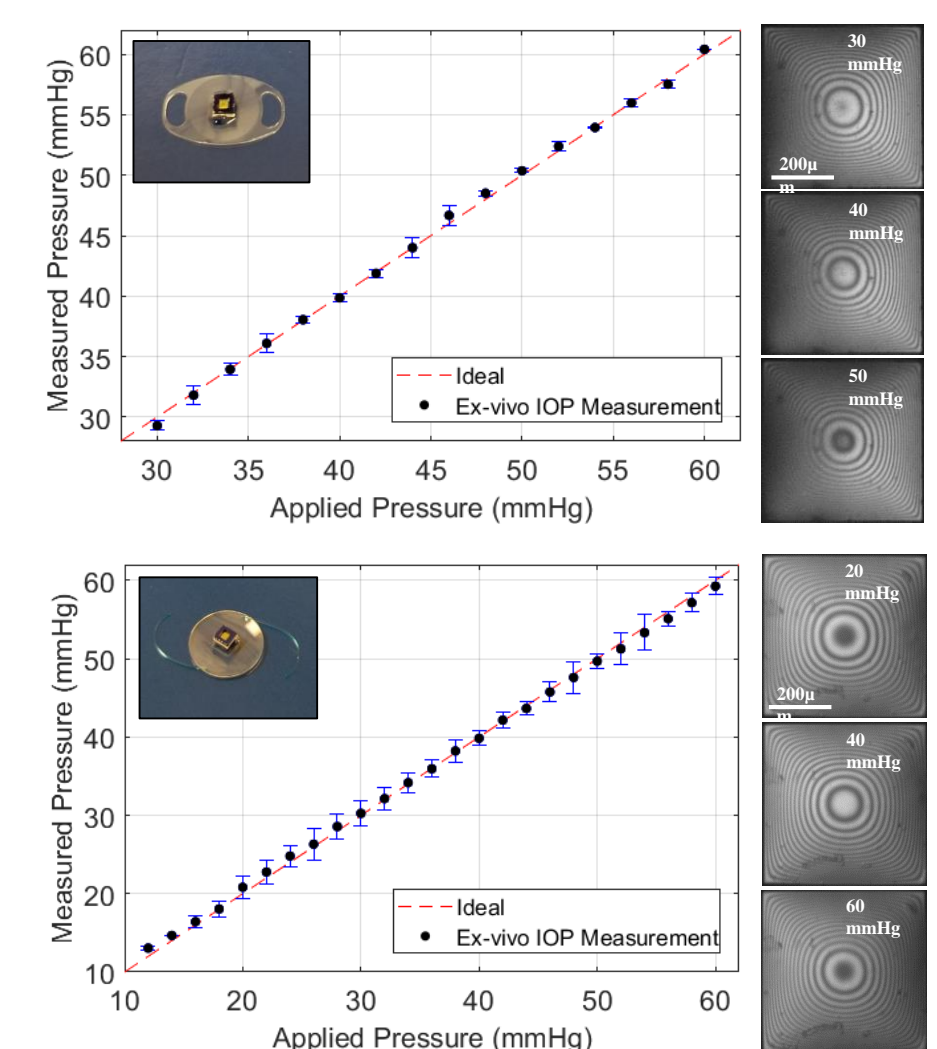 60
55
50
45
40
35
30
Measured Pressure (mmHg)
Ideal
Ex-vivo IOP Measurement
30 35 40 45 50 55 60
Applied Pressure (mmHg)
30
mmHg
200µ
m
40
mmHg
50
mmHg
60
50
40
30
20
10
Measured Pressure (mmHg)
Ideal
Ex-vivo IOP Measurement
10 20 30 40 50 60
Applied Pressure (mmHg)
20
mmHg
200µ
m
40
mmHg
60
mmHg